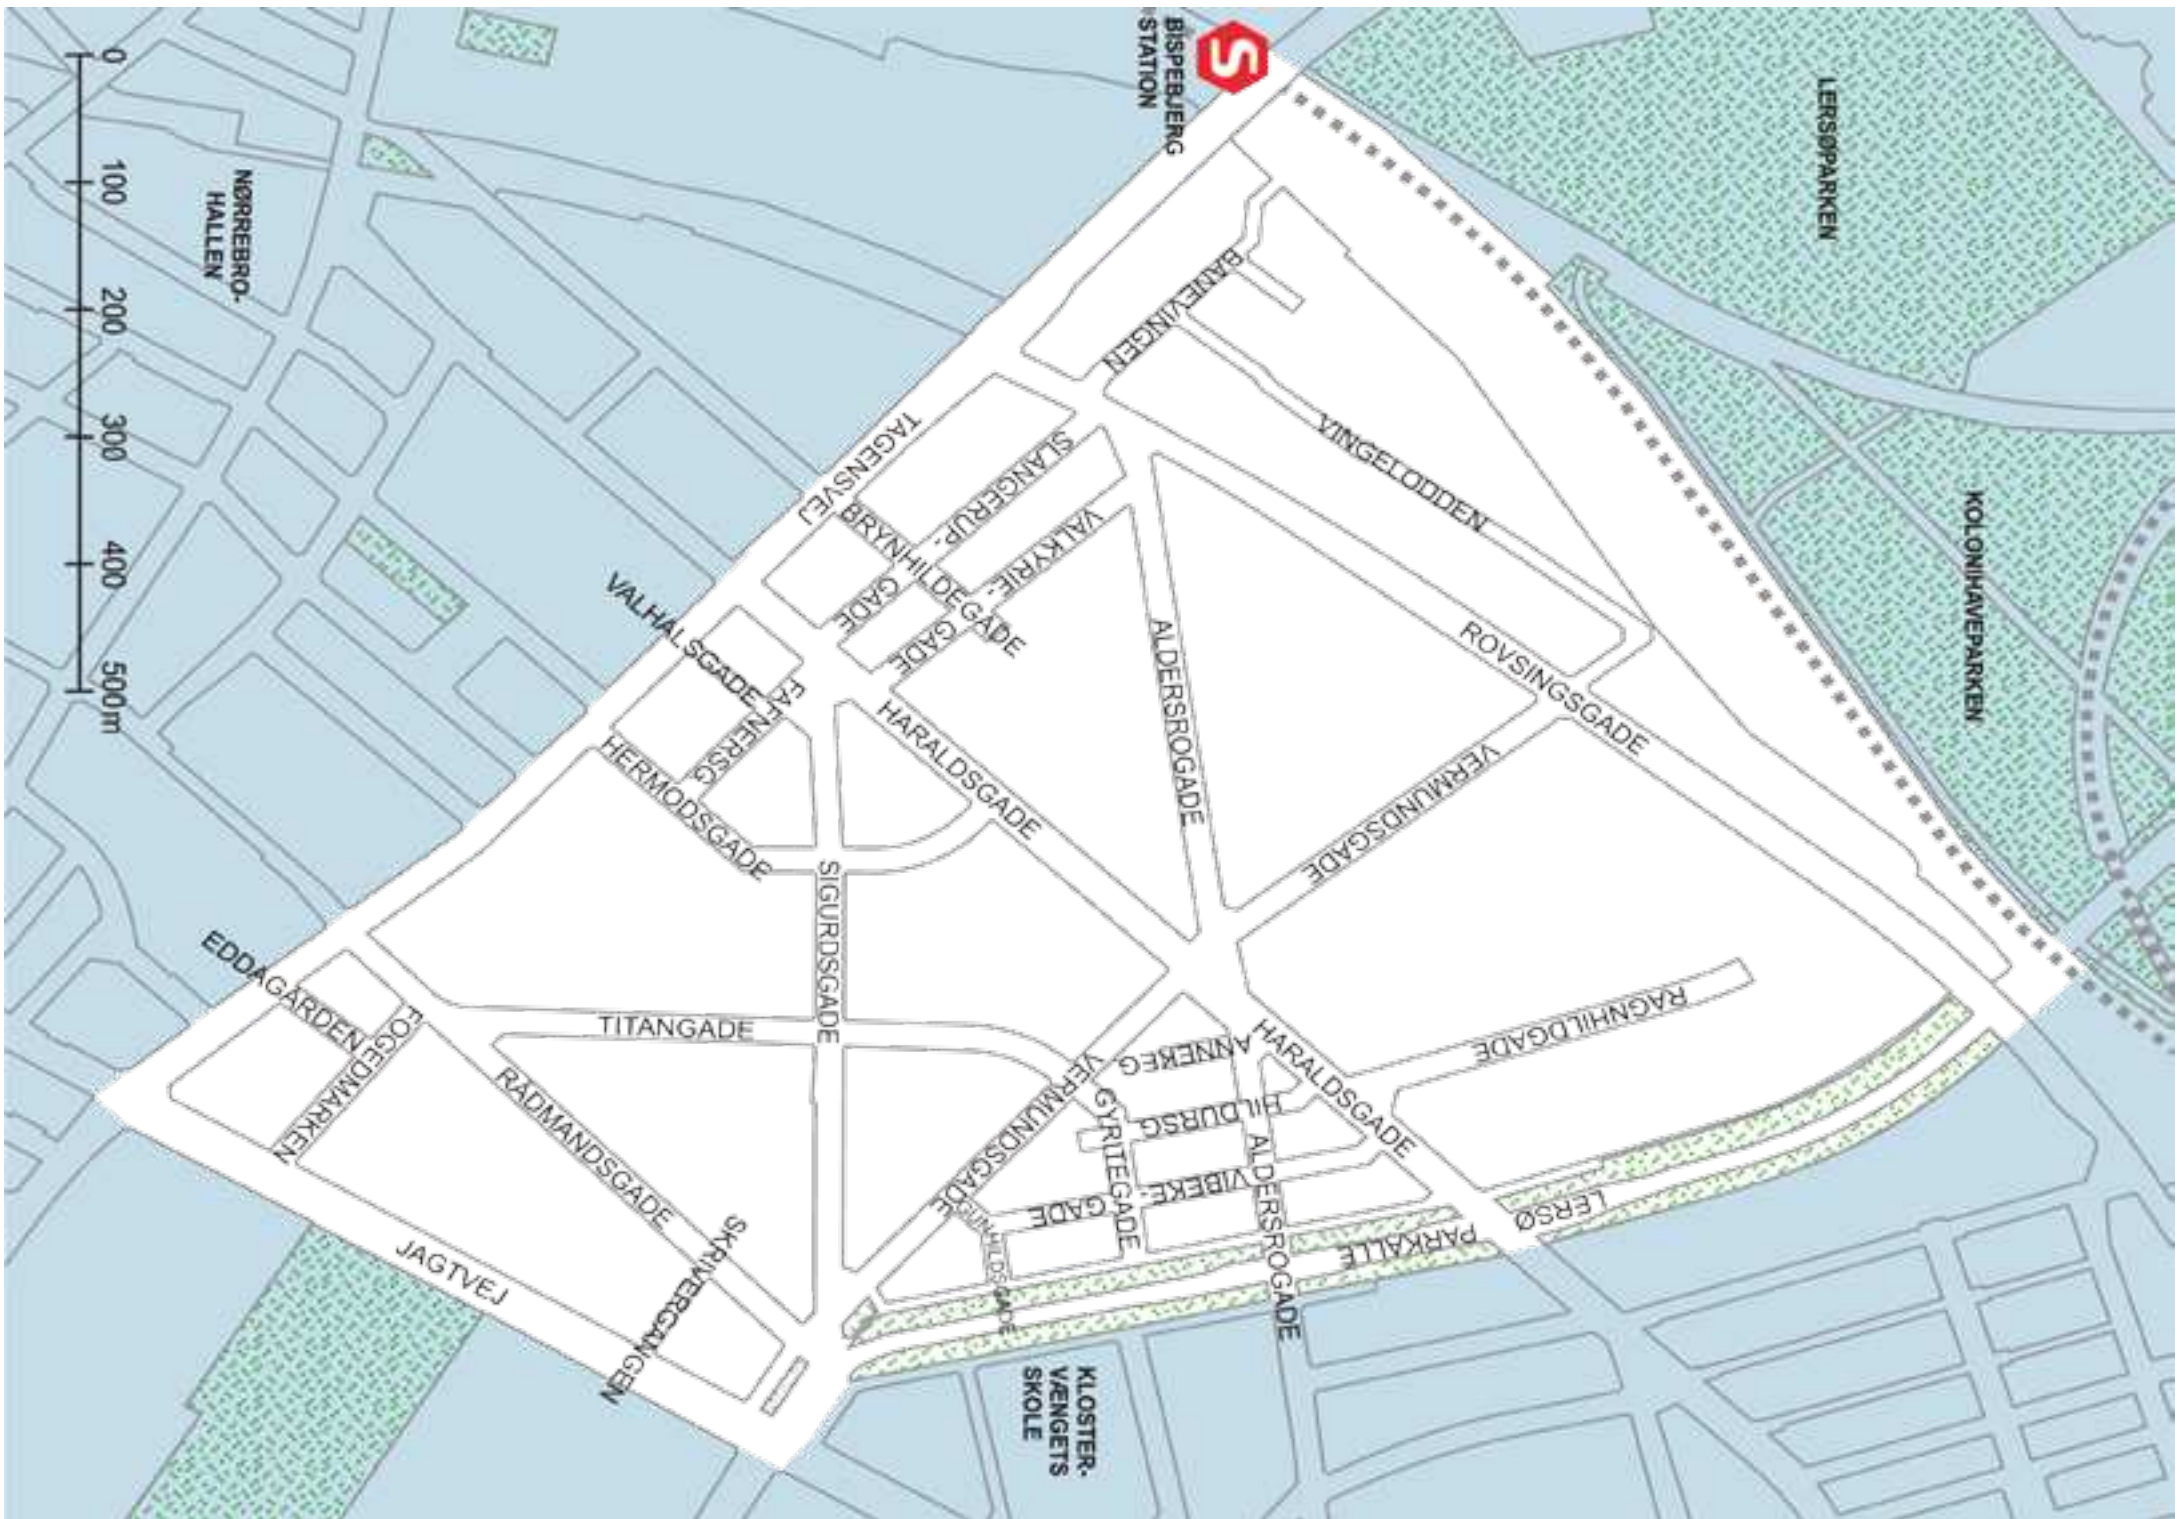 BISPEBJERG
STATION
S
LERSØPARKEN
KOLONIHAVEPARKEN
NØRREBRO-
HALLEN
0
100
200
300
400
500m
BANEVINGEN
VINGELODDEN
TAGENSVEJ
SLANGERUP-
GADE
BRYNHILDEGADE
VALKYRIE-
GADE
ALDERSROGADE
ROVSINGSGADE
VALHALSGADE
FAFNERSG
HERMODSGADE
HARALDSGADE
VERMUNDSGADE
SIGURDSGADE
EDDAGÅRDEN
FOGEDMARKEN
TITANGADE
RÅDMANDSGADE
SKRIVERGANGEN
JAGTVEJ
VERMUNDSGADE
ANNEKEG
HILDURSG
GYRITEGADE
VIBEKE-
GADE
GUNHILDSGADE
HARALDSGADE
ALDERSROGADE
RAGNHILDGADE
LERSØ
PARKALLE
KLOSTER-
VÆNGETS
SKOLE